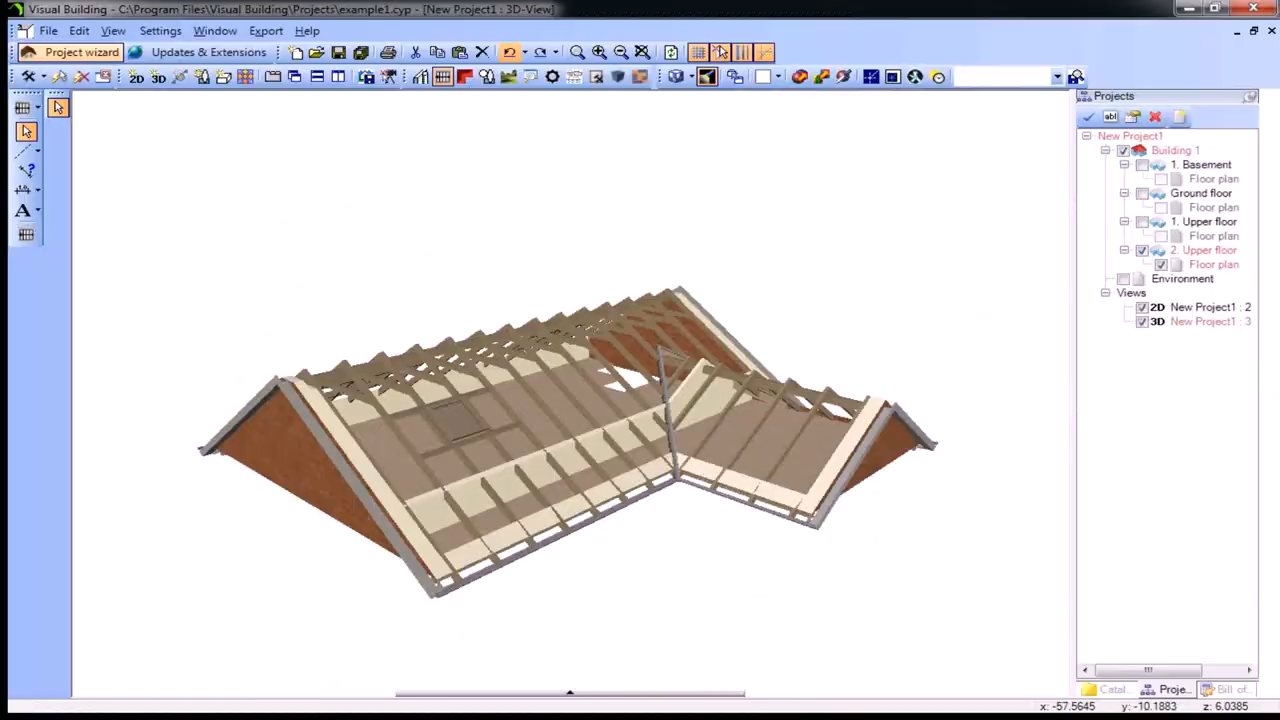 Visual Building - C:\Program Files\Visual Building\Projects\example1.cyp - [New Project1 : 3D-View]
File Edit View Settings Window Export Help
Project wizard Updates & Extensions
2D 3D
Projects
abl
New Project1
Building 1
1. Basement
Floor plan
Ground floor
Floor plan
1. Upper floor
Floor plan
2. Upper floor
Floor plan
Environment
Views
2D New Project1 : 2
3D New Project1 : 3
A
Catal... Proje... Bill of...
x: -57.5645 y: -10.1883 z: 6.0385